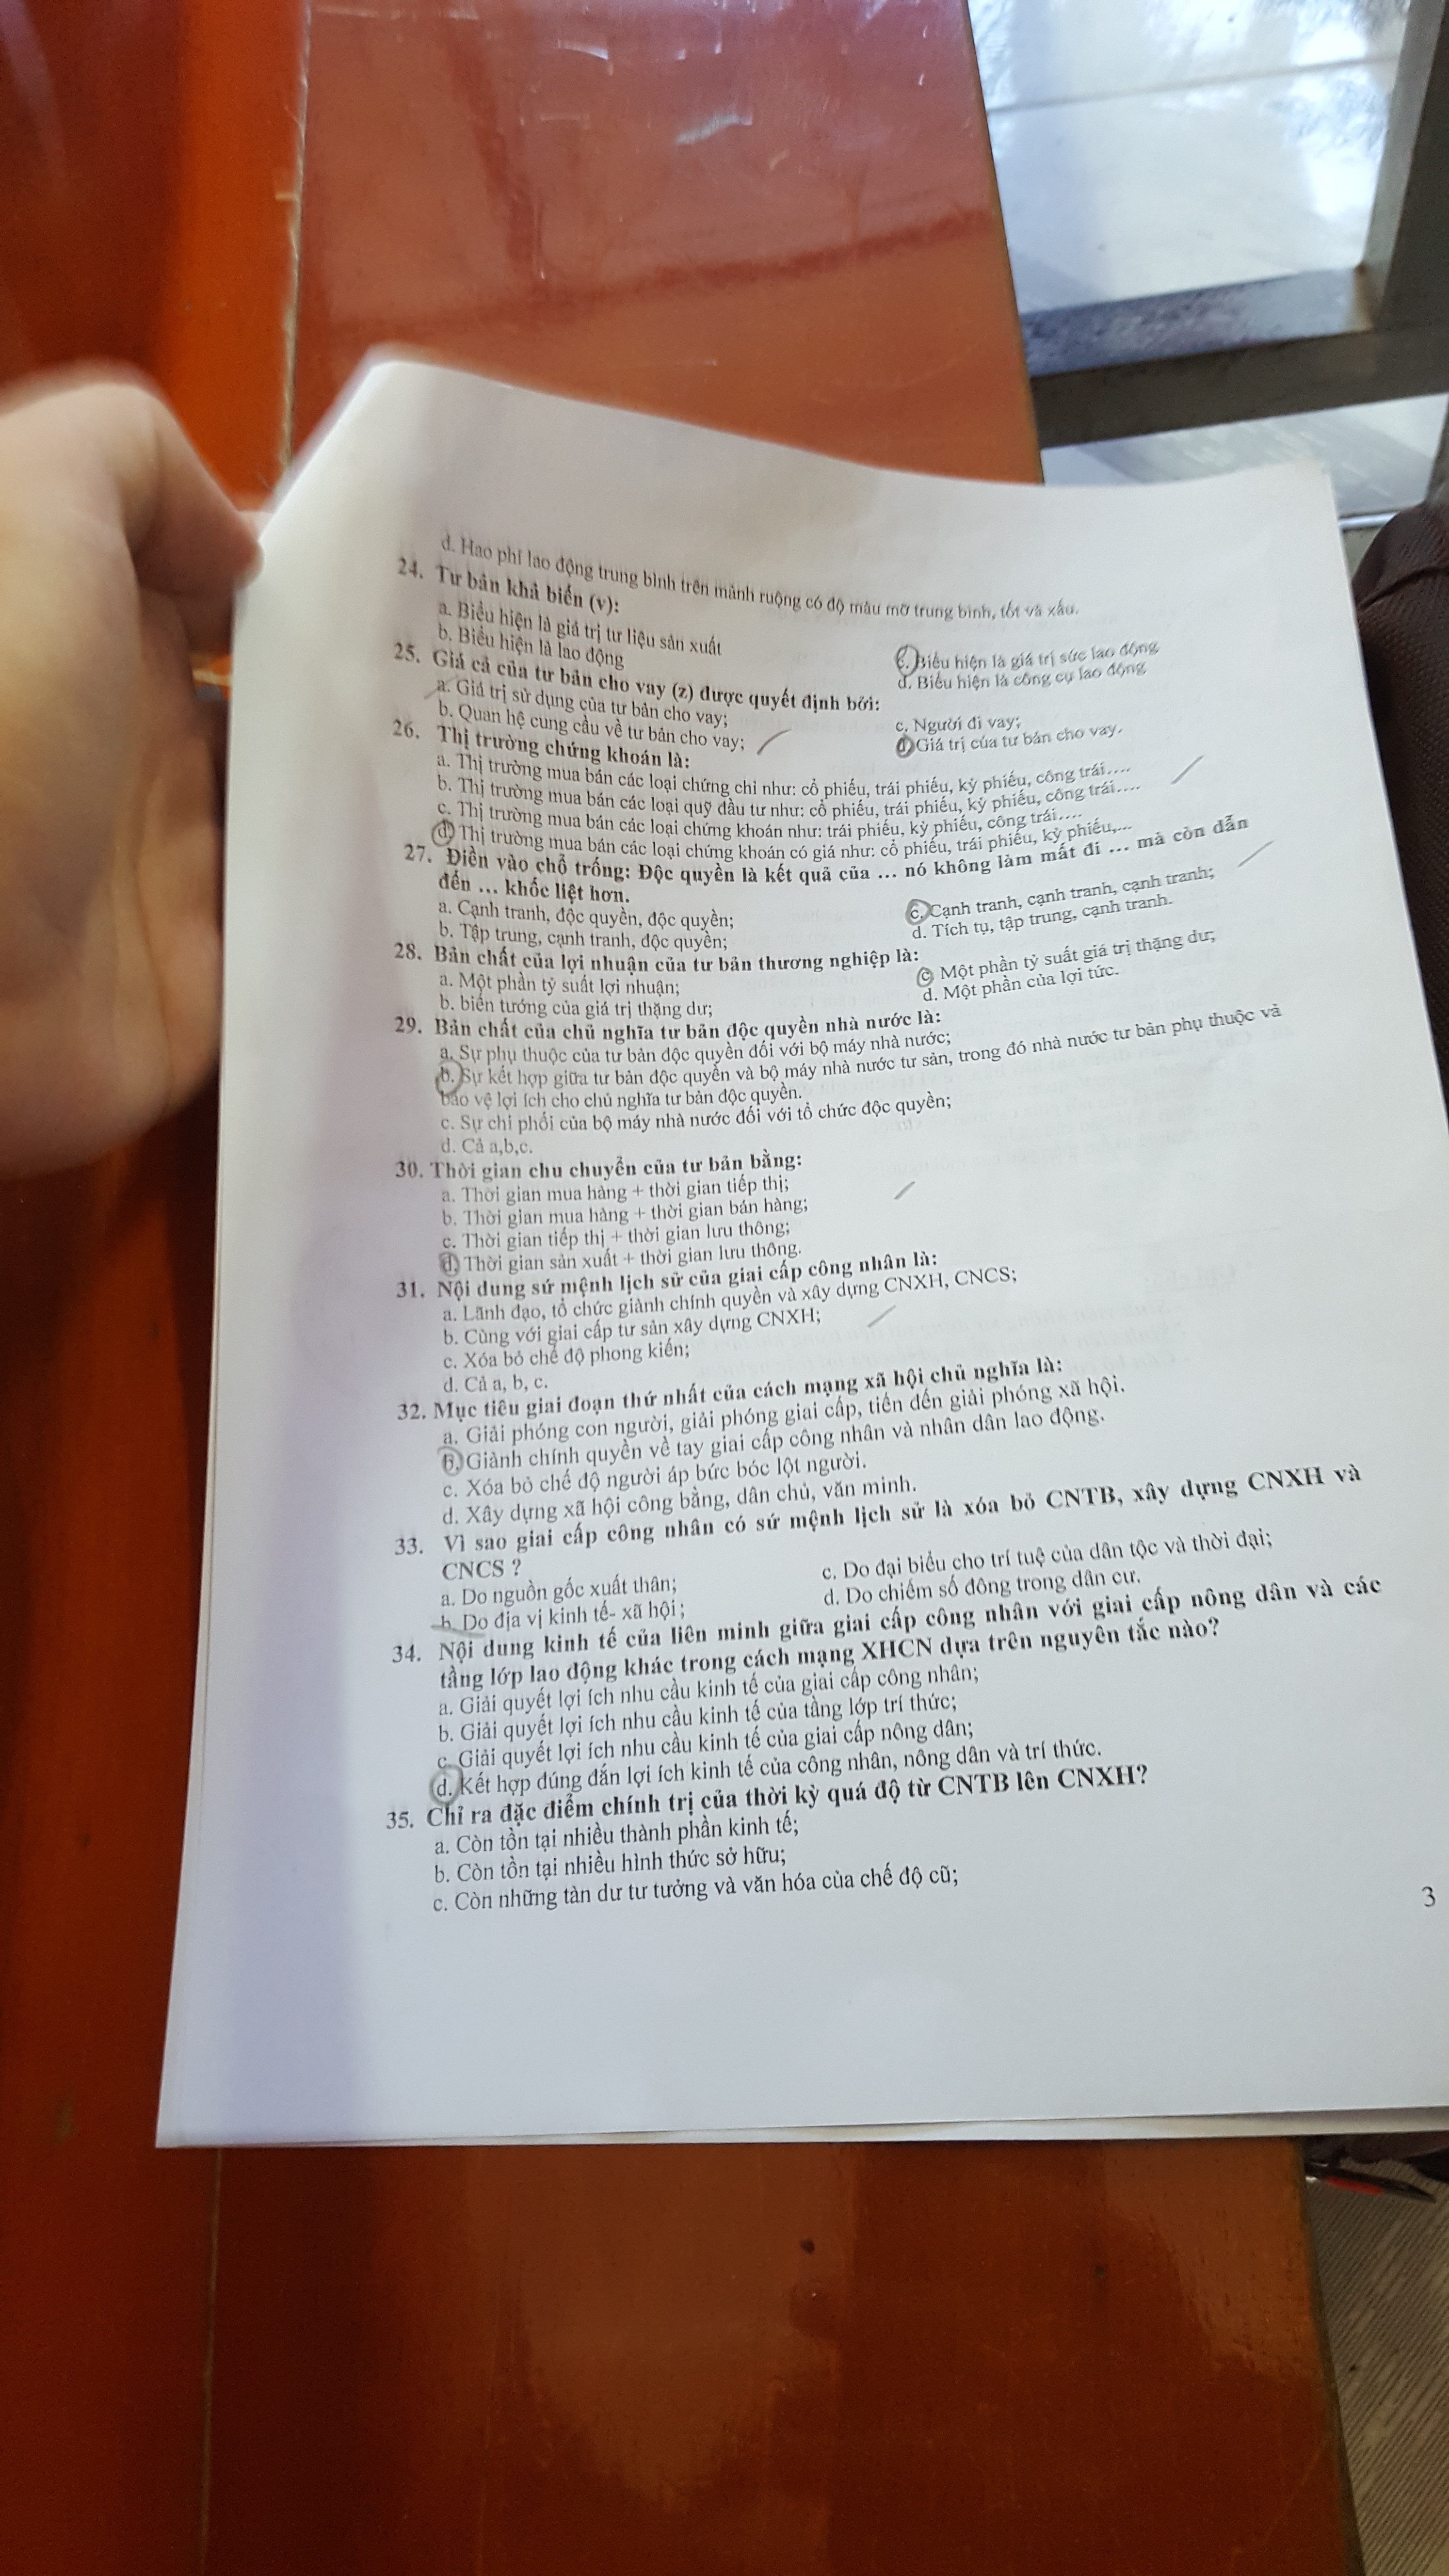 d. Hao phí lao động trung bình trên mảnh ruộng có độ màu mỡ trung bình, tốt và xấu.
24. Tư bản khả biến (v):
a. Biểu hiện là giá trị tư liệu sản xuất
c. Biểu hiện là giá trị sức lao động
b. Biểu hiện là lao động
d. Biểu hiện là công cụ lao động
25. Giá cả của tư bản cho vay (z) được quyết định bởi:
a. Giá trị sử dụng của tư bản cho vay;
c. Người đi vay;
b. Quan hệ cung cầu về tư bản cho vay;
d. Giá trị của tư bản cho vay.
26. Thị trường chứng khoán là:
a. Thị trường mua bán các loại chứng chỉ như: cổ phiếu, trái phiếu, kỳ phiếu, công trái....
b. Thị trường mua bán các loại quỹ đầu tư như: cổ phiếu, trái phiếu, kỳ phiếu, công trái....
c. Thị trường mua bán các loại chứng khoán như: trái phiếu, kỳ phiếu, công trái....
d. Thị trường mua bán các loại chứng khoán có giá như: cổ phiếu, trái phiếu, kỳ phiếu,...
27. Điền vào chỗ trống: Độc quyền là kết quả của ... nó không làm mất đi ... mà còn dẫn
đến ... khốc liệt hơn.
a. Cạnh tranh, độc quyền, độc quyền;
c. Cạnh tranh, cạnh tranh, cạnh tranh;
b. Tập trung, cạnh tranh, độc quyền;
d. Tích tụ, tập trung, cạnh tranh.
28. Bản chất của lợi nhuận của tư bản thương nghiệp là:
a. Một phần tỷ suất lợi nhuận;
c. Một phần tỷ suất giá trị thặng dư;
b. biến tướng của giá trị thặng dư;
d. Một phần của lợi tức.
29. Bản chất của chủ nghĩa tư bản độc quyền nhà nước là:
a. Sự phụ thuộc của tư bản độc quyền đối với bộ máy nhà nước;
b. Sự kết hợp giữa tư bản độc quyền và bộ máy nhà nước tư sản, trong đó nhà nước tư bản phụ thuộc và
bảo vệ lợi ích cho chủ nghĩa tư bản độc quyền.
c. Sự chi phối của bộ máy nhà nước đối với tổ chức độc quyền;
d. Cả a,b,c.
30. Thời gian chu chuyển của tư bản bằng:
a. Thời gian mua hàng + thời gian tiếp thị;
b. Thời gian mua hàng + thời gian bán hàng;
c. Thời gian tiếp thị + thời gian lưu thông;
d. Thời gian sản xuất + thời gian lưu thông.
31. Nội dung sứ mệnh lịch sử của giai cấp công nhân là:
a. Lãnh đạo, tổ chức giành chính quyền và xây dựng CNXH, CNCS;
b. Cùng với giai cấp tư sản xây dựng CNXH;
c. Xóa bỏ chế độ phong kiến;
d. Cả a, b, c.
32. Mục tiêu giai đoạn thứ nhất của cách mạng xã hội chủ nghĩa là:
a. Giải phóng con người, giải phóng giai cấp, tiến đến giải phóng xã hội.
b. Giành chính quyền về tay giai cấp công nhân và nhân dân lao động.
c. Xóa bỏ chế độ người áp bức bóc lột người.
d. Xây dựng xã hội công bằng, dân chủ, văn minh.
33. Vì sao giai cấp công nhân có sứ mệnh lịch sử là xóa bỏ CNTB, xây dựng CNXH và
CNCS ?
a. Do nguồn gốc xuất thân;
c. Do đại biểu cho trí tuệ của dân tộc và thời đại;
b. Do địa vị kinh tế- xã hội ;
d. Do chiếm số đông trong dân cư.
34. Nội dung kinh tế của liên minh giữa giai cấp công nhân với giai cấp nông dân và các
tầng lớp lao động khác trong cách mạng XHCN dựa trên nguyên tắc nào?
a. Giải quyết lợi ích nhu cầu kinh tế của giai cấp công nhân;
b. Giải quyết lợi ích nhu cầu kinh tế của tầng lớp trí thức;
c. Giải quyết lợi ích nhu cầu kinh tế của giai cấp nông dân;
d. Kết hợp đúng đắn lợi ích kinh tế của công nhân, nông dân và trí thức.
35. Chỉ ra đặc điểm chính trị của thời kỳ quá độ từ CNTB lên CNXH?
a. Còn tồn tại nhiều thành phần kinh tế;
b. Còn tồn tại nhiều hình thức sở hữu;
c. Còn những tàn dư tư tưởng và văn hóa của chế độ cũ;
3